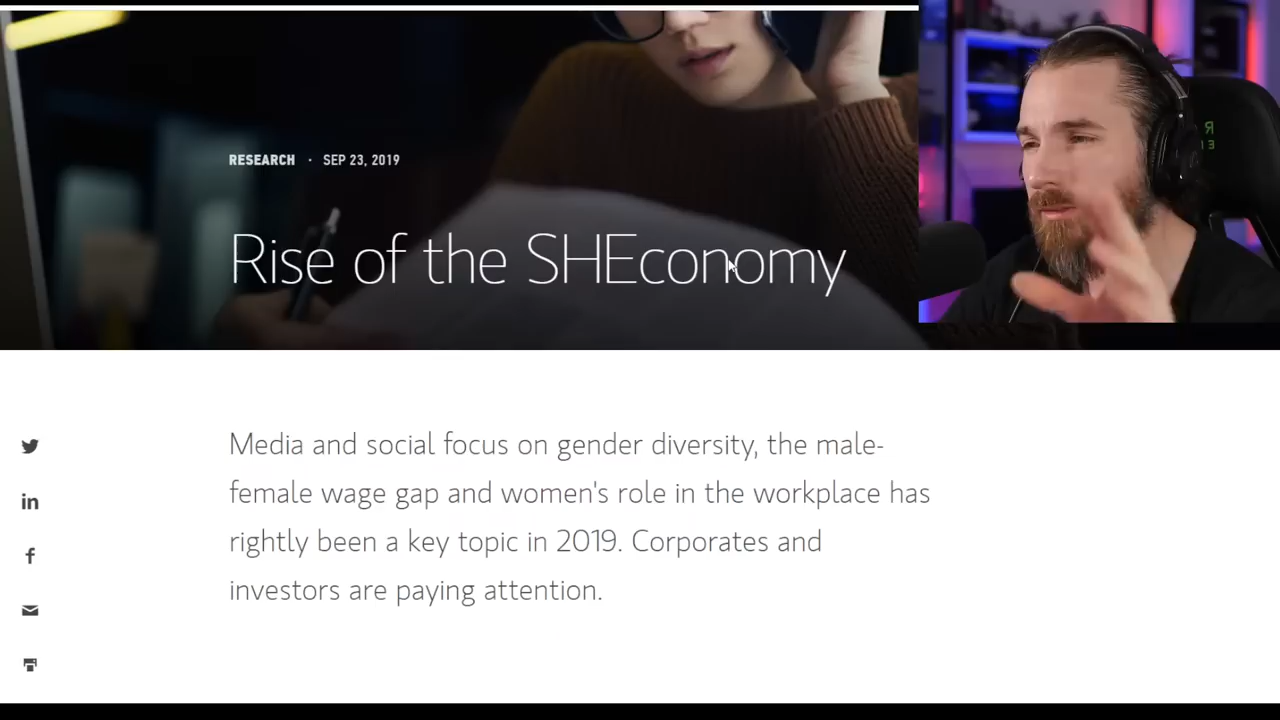 RESEARCH · SEP 23, 2019
Rise of the SHEconomy
Media and social focus on gender diversity, the male-
female wage gap and women's role in the workplace has
rightly been a key topic in 2019. Corporates and
investors are paying attention.